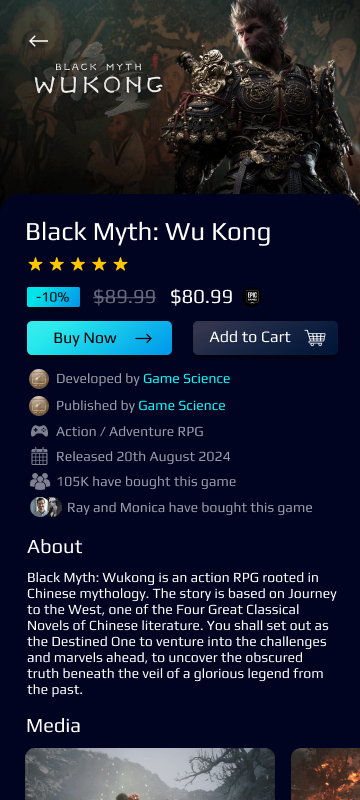 BLACK MYTH
WUKONG
Black Myth: Wu Kong
-10% $89.99 $80.99 EPIC GAMES
Buy Now Add to Cart
Developed by Game Science
Published by Game Science
Action / Adventure RPG
Released 20th August 2024
105K have bought this game
Ray and Monica have bought this game
About
Black Myth: Wukong is an action RPG rooted in
Chinese mythology. The story is based on Journey
to the West, one of the Four Great Classical
Novels of Chinese literature. You shall set out as
the Destined One to venture into the challenges
and marvels ahead, to uncover the obscured
truth beneath the veil of a glorious legend from
the past.
Media